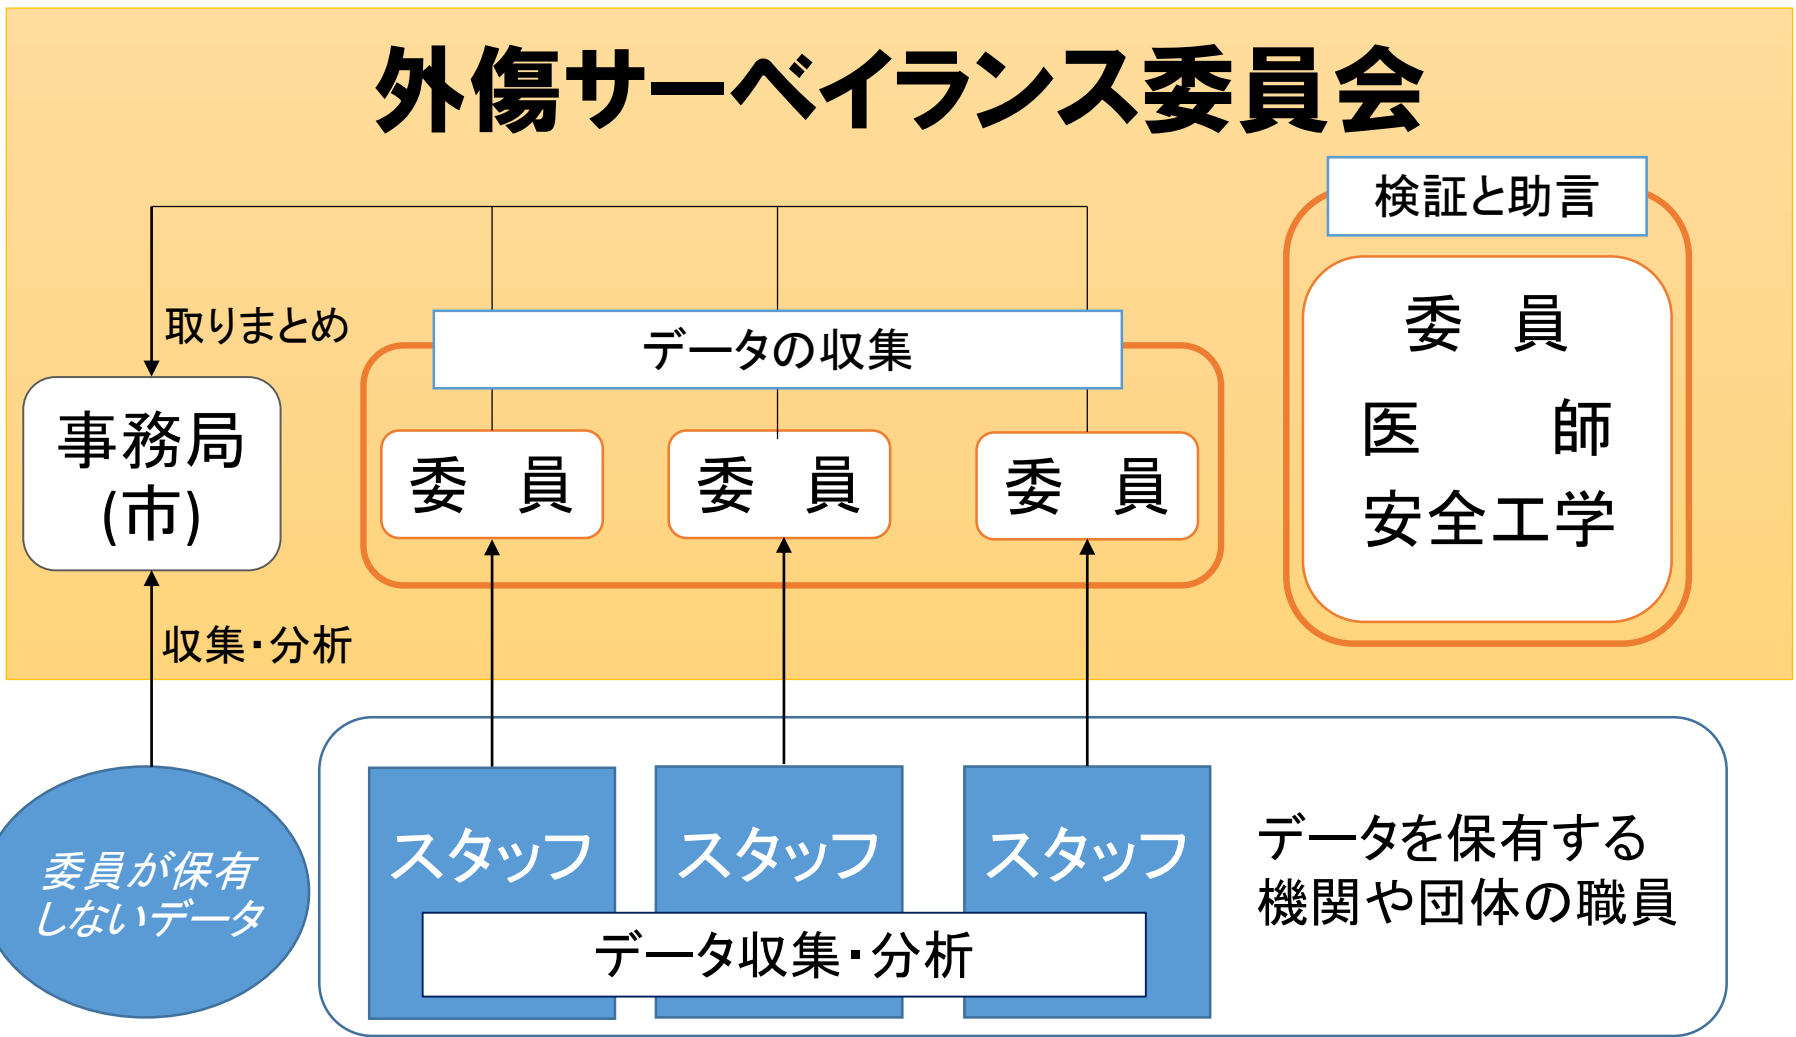 外傷サーベイランス委員会
検証と助言
委　員
医　　師
安全工学
取りまとめ
データの収集
事務局
(市)
委　員
委　員
委　員
収集・分析
委員が保有
しないデータ
スタッフ
スタッフ
スタッフ
データ収集・分析
データを保有する
機関や団体の職員